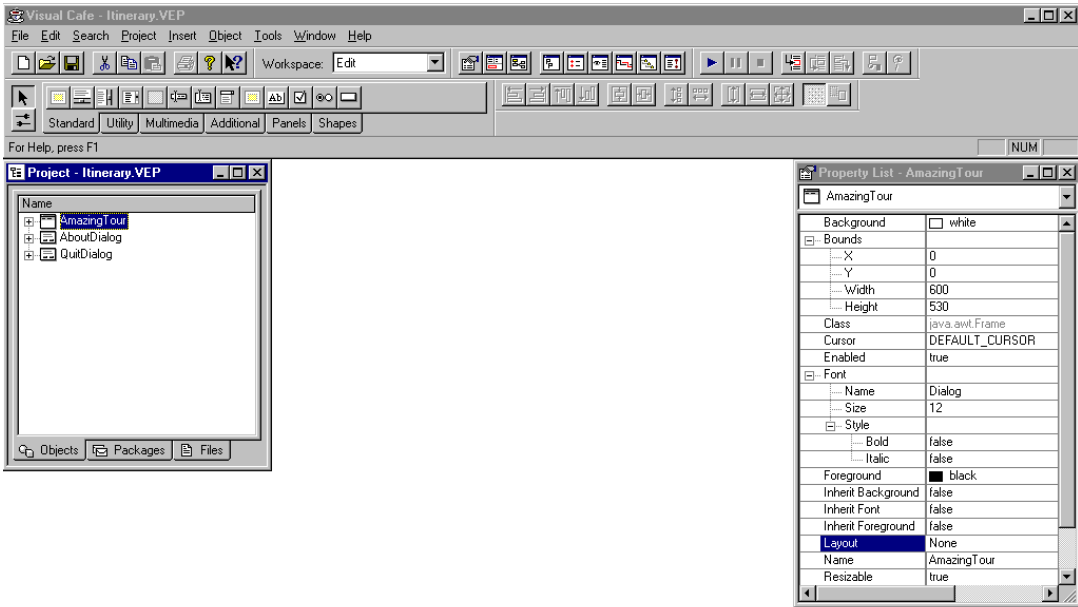 Visual Cafe - Itinerary.VEP
File Edit Search Project Insert Object Tools Window Help
Workspace: Edit
Standard Utility Multimedia Additional Panels Shapes
For Help, press F1
NUM
Project - Itinerary.VEP
Name
AmazingTour
AboutDialog
QuitDialog
Objects Packages Files
Property List - AmazingTour
AmazingTour
Background white
Bounds
X 0
Y 0
Width 600
Height 530
Class java.awt.Frame
Cursor DEFAULT_CURSOR
Enabled true
Font
Name Dialog
Size 12
Style
Bold false
Italic false
Foreground black
Inherit Background false
Inherit Font false
Inherit Foreground false
Layout None
Name AmazingTour
Resizable true